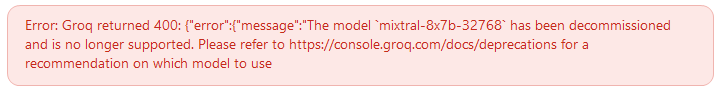 Error: Groq returned 400: {"error":{"message":"The model `mixtral-8x7b-32768` has been decommissioned
and is no longer supported. Please refer to https://console.groq.com/docs/deprecations for a
recommendation on which model to use